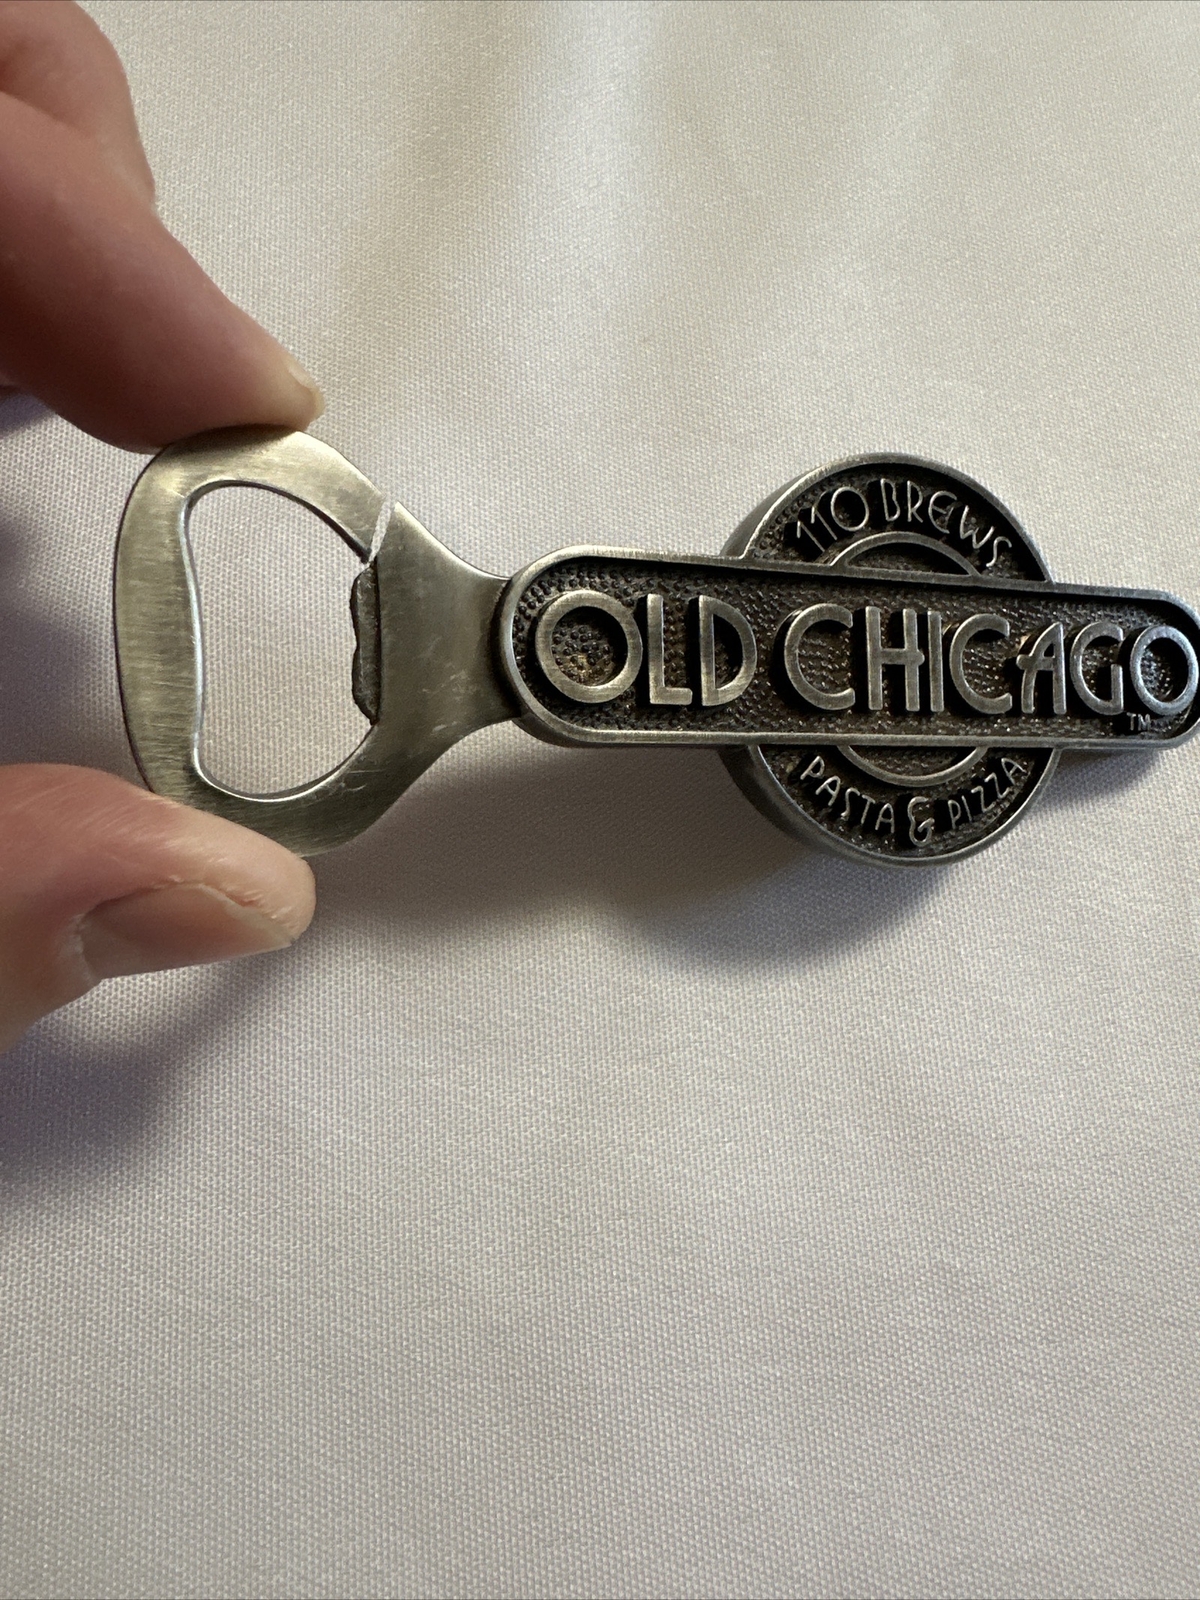 110 BREWS
OLD CHICAGO
TM
PASTA & PIZZA